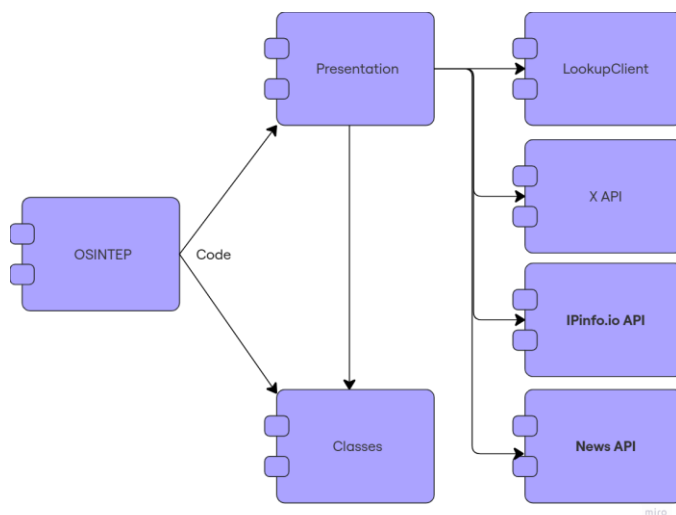 Presentation
LookupClient
X API
OSINTEP
Code
IPinfo.io API
Classes
News API
miro